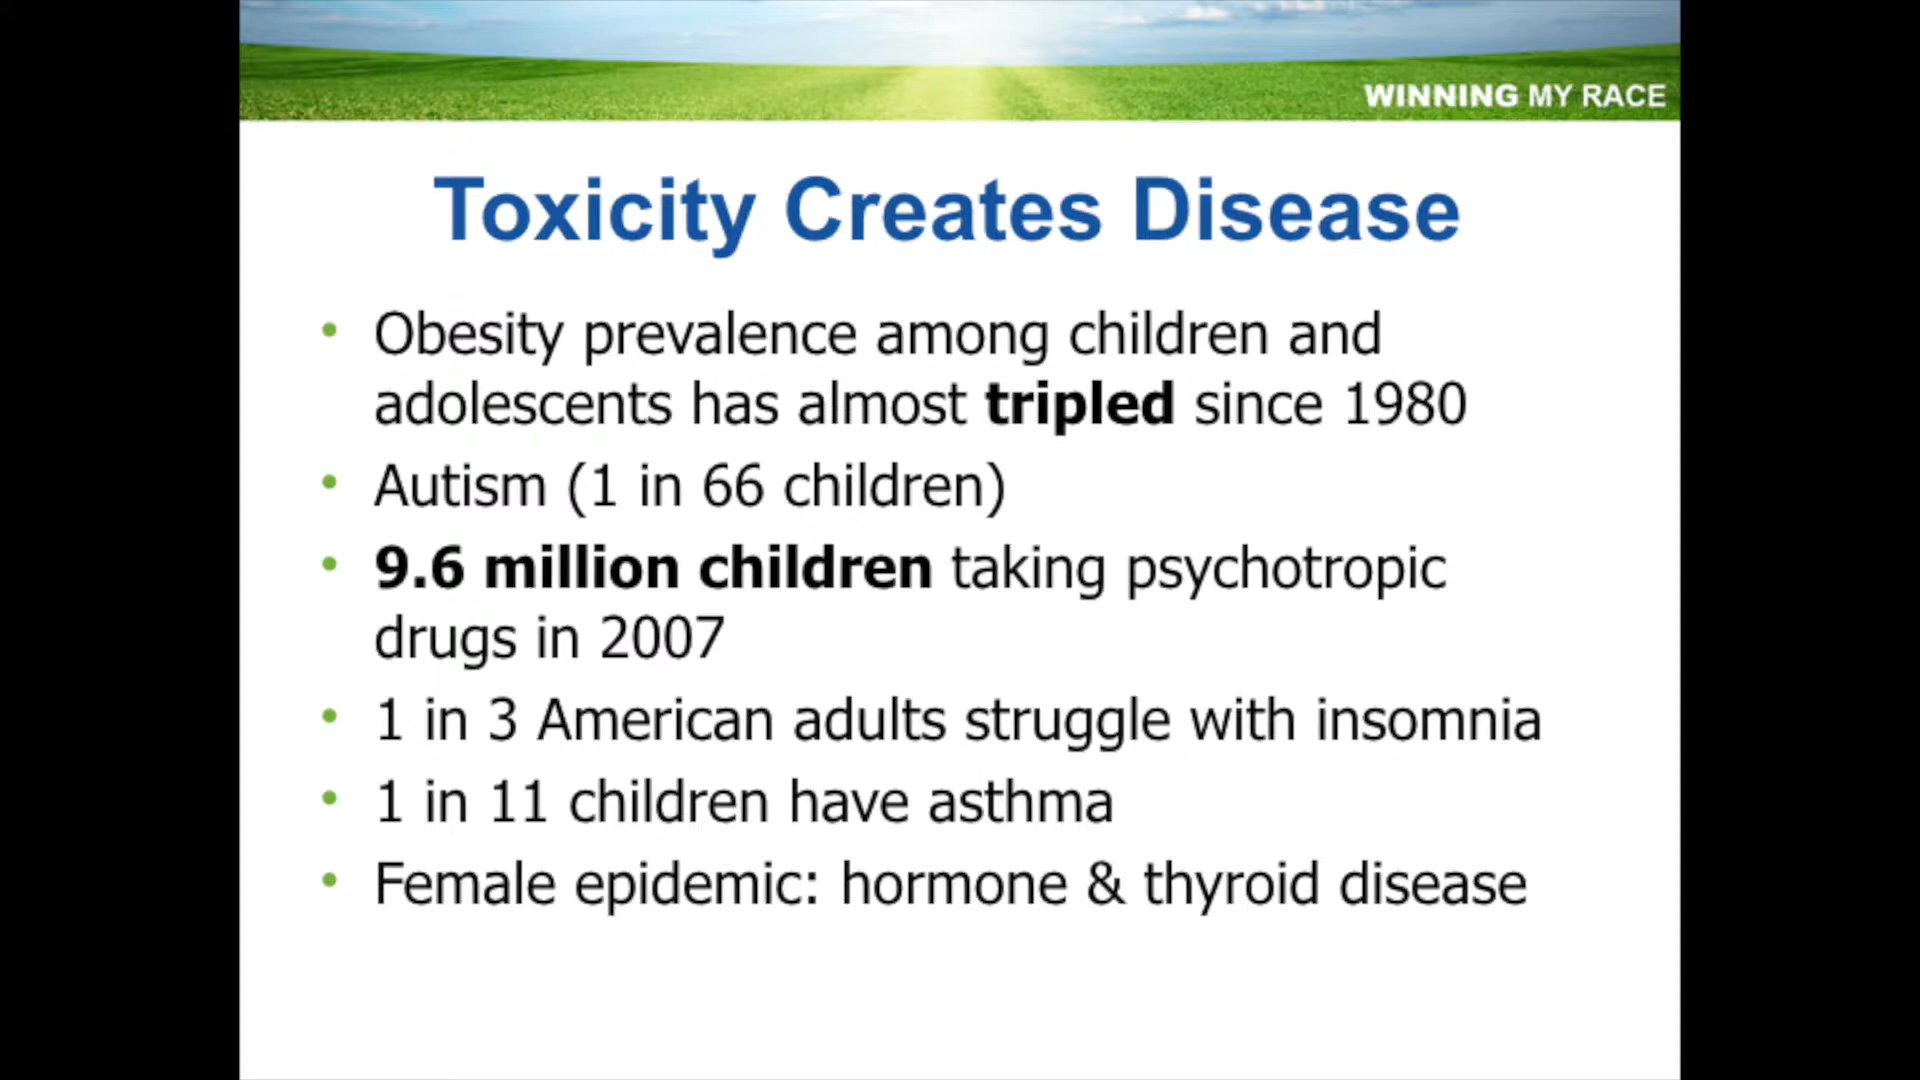 WINNING MY RACE
Toxicity Creates Disease
• Obesity prevalence among children and
adolescents has almost tripled since 1980
• Autism (1 in 66 children)
• 9.6 million children taking psychotropic
drugs in 2007
• 1 in 3 American adults struggle with insomnia
• 1 in 11 children have asthma
• Female epidemic: hormone & thyroid disease